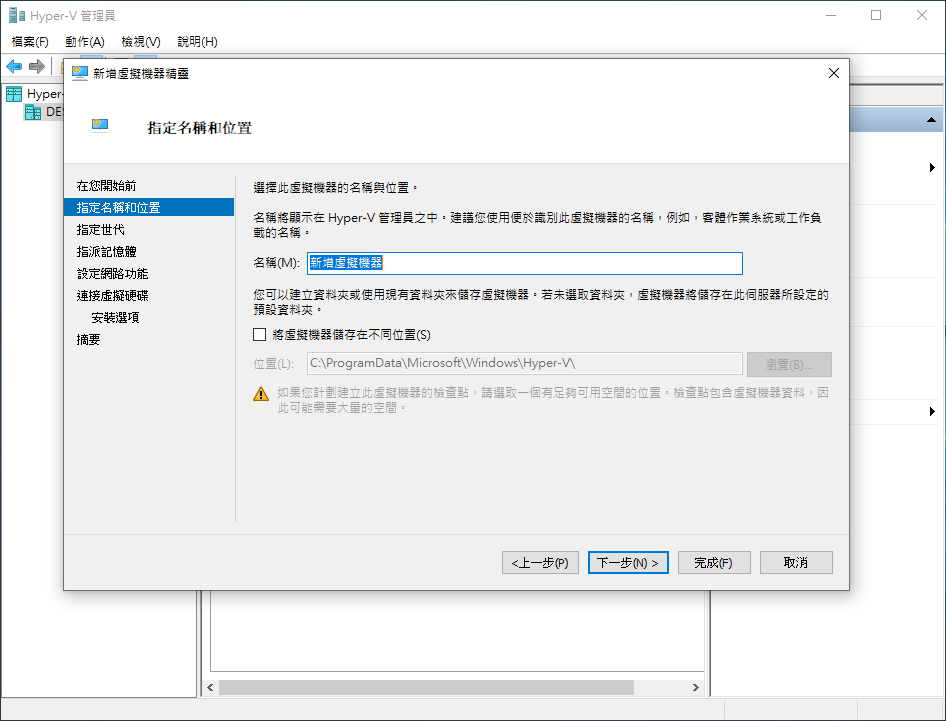 Hyper-V 管理員
檔案(F) 動作(A) 檢視(V) 說明(H)
Hyper-
DE
新增虛擬機器精靈
指定名稱和位置
在您開始前
指定名稱和位置
指定世代
指派記憶體
設定網路功能
連接虛擬硬碟
安裝選項
摘要
選擇此虛擬機器的名稱與位置。
名稱將顯示在 Hyper-V 管理員之中。建議您使用便於識別此虛擬機器的名稱，例如，客體作業系統或工作負
載的名稱。
名稱(M): 新增虛擬機器
您可以建立資料夾或使用現有資料夾來儲存虛擬機器。若未選取資料夾，虛擬機器將儲存在此伺服器所設定的
預設資料夾。
將虛擬機器儲存在不同位置(S)
位置(L): C:\ProgramData\Microsoft\Windows\Hyper-V\ 瀏覽(B)...
如果您計劃建立此虛擬機器的檢查點，請選取一個有足夠可用空間的位置。檢查點包含虛擬機器資料，因
此可能需要大量的空間。
<上一步(P) 下一步(N) > 完成(F) 取消